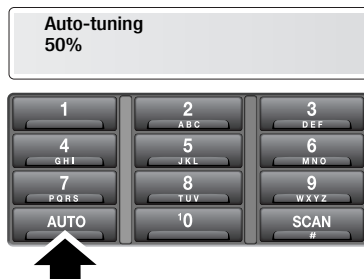 Auto-tuning
50%
1 2 3
ABC DEF
4 5 6
GHI JKL MNO
7 8 9
PQRS TUV WXYZ
AUTO ¹0 SCAN
#